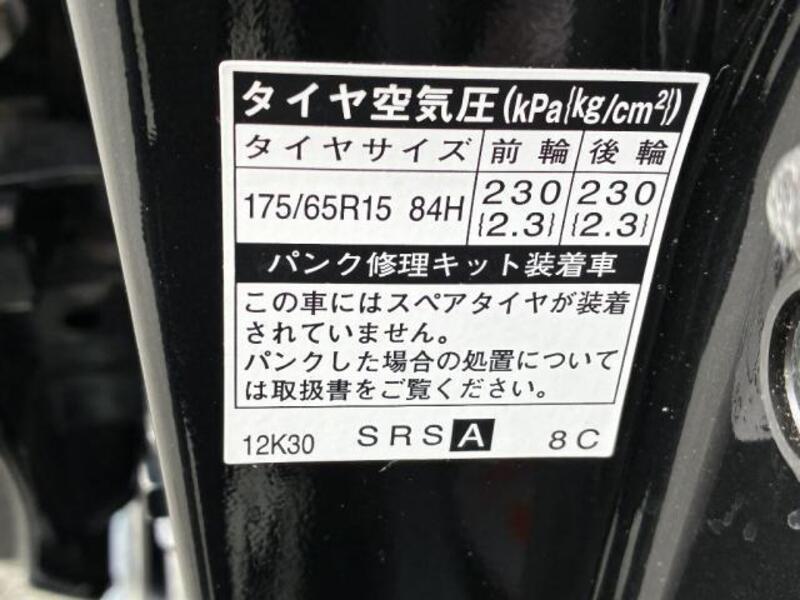 タイヤ空気圧(kPa{kg/cm²})
タイヤサイズ 前輪 後輪
175/65R15 84H 230 230
{2.3} {2.3}
パンク修理キット装着車
この車にはスペアタイヤが装着
されていません。
パンクした場合の処置について
は取扱書をご覧ください。
12K30 SRS A 8C